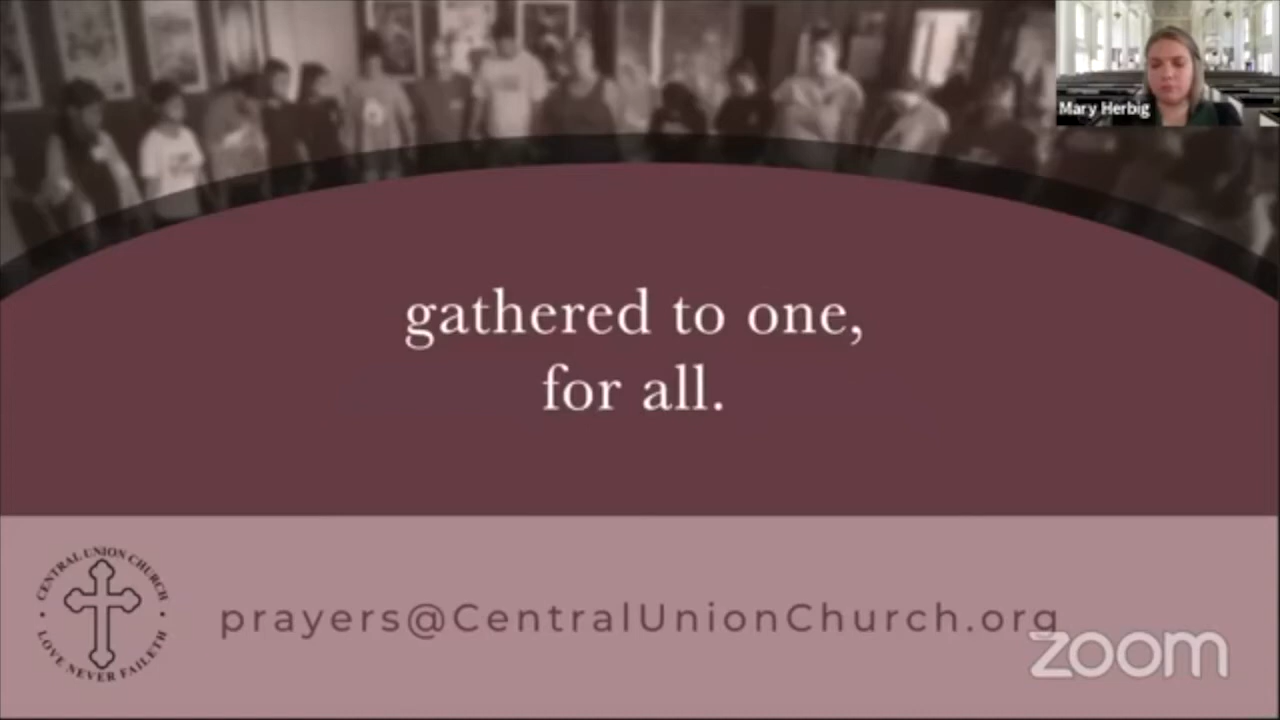 Mary Herbig
gathered to one,
for all.
CENTRAL UNION CHURCH
LOVE NEVER FAILETH
prayers@CentralUnionChurch.org
zoom